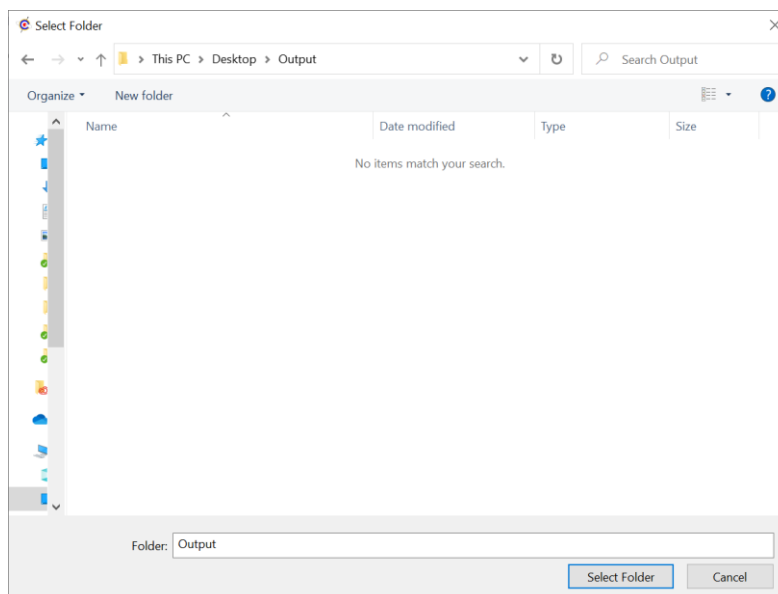 Select Folder
This PC > Desktop > Output
Search Output
Organize
New folder
Name
Date modified
Type
Size
No items match your search.
Folder: Output
Select Folder
Cancel